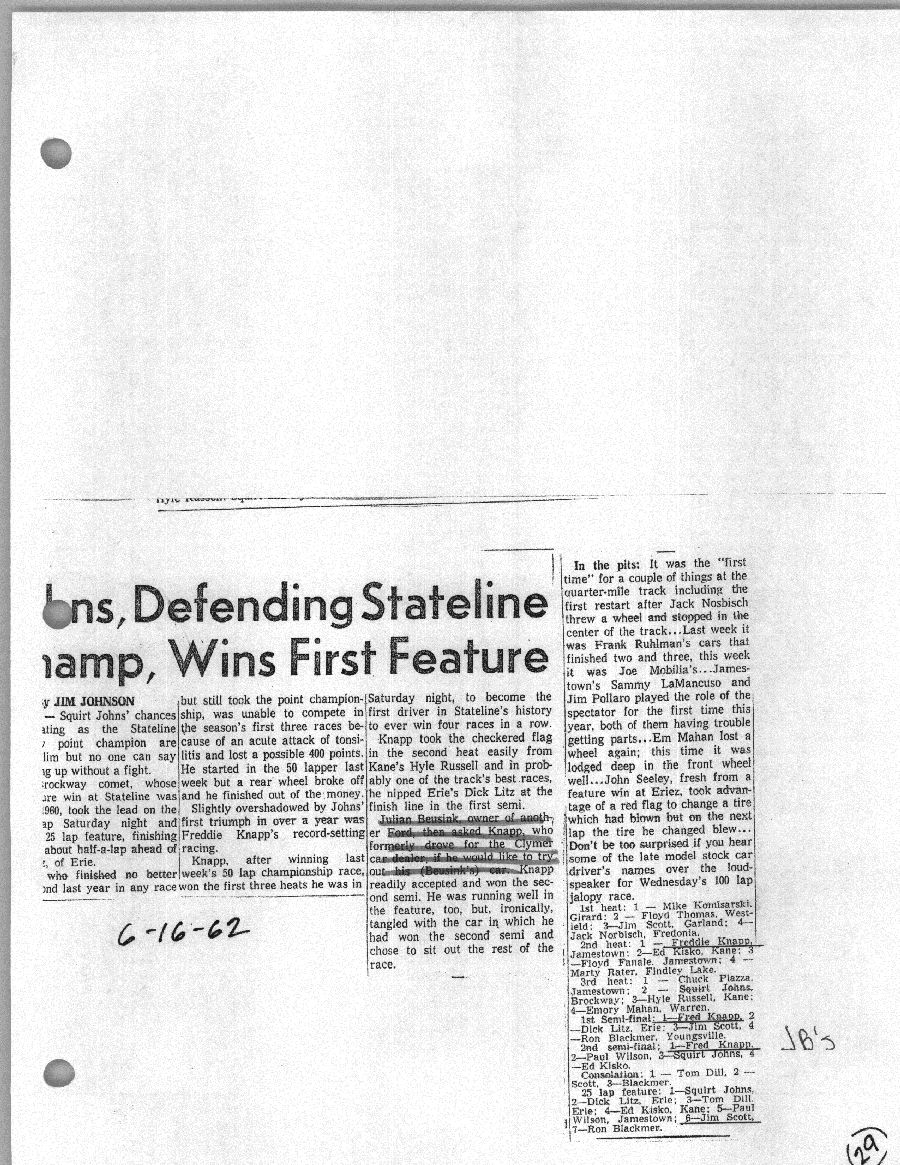 ns, Defending Stateline
amp, Wins First Feature
y JIM JOHNSON
— Squirt Johns' chances
ating as the Stateline
point champion are
lim but no one can say
g up without a fight.
rockway comet, whose
ure win at Stateline was
1960, took the lead on the
ap Saturday night and
25 lap feature, finishing
about half-a-lap ahead of
, of Erie.
who finished no better
nd last year in any race
but still took the point champion-
ship, was unable to compete in
the season's first three races be-
cause of an acute attack of tonsi-
litis and lost a possible 400 points.
He started in the 50 lapper last
week but a rear wheel broke off
and he finished out of the money.
Slightly overshadowed by Johns'
first triumph in over a year was
Freddie Knapp's record-setting
racing.
Knapp, after winning last
week's 50 lap championship race,
won the first three heats he was in
Saturday night, to become the
first driver in Stateline's history
to ever win four races in a row.
Knapp took the checkered flag
in the second heat easily from
Kane's Hyle Russell and in prob-
ably one of the track's best races,
he nipped Erie's Dick Litz at the
finish line in the first semi.
Julian Beusink, owner of anoth-
er Ford, then asked Knapp, who
formerly drove for the Clymer
car dealer, if he would like to try
out his (Beusink's) car. Knapp
readily accepted and won the sec-
ond semi. He was running well in
the feature, too, but, ironically,
tangled with the car in which he
had won the second semi and
chose to sit out the rest of the
race.
6-16-62
In the pits: It was the "first
time" for a couple of things at the
quarter-mile track including the
first restart after Jack Nosbisch
threw a wheel and stopped in the
center of the track...Last week it
was Frank Ruhlman's cars that
finished two and three, this week
it was Joe Mobilia's...James-
town's Sammy LaMancuso and
Jim Pollaro played the role of the
spectator for the first time this
year, both of them having trouble
getting parts...Em Mahan lost a
wheel again; this time it was
lodged deep in the front wheel
well...John Seeley, fresh from a
feature win at Eriez, took advan-
tage of a red flag to change a tire
which had blown but on the next
lap the tire he changed blew...
Don't be too surprised if you hear
some of the late model stock car
driver's names over the loud-
speaker for Wednesday's 100 lap
jalopy race.
1st heat: 1 — Mike Komisarski,
Girard; 2 — Floyd Thomas, West-
field; 3—Jim Scott, Garland; 4—
Jack Norbisch, Fredonia.
2nd heat: 1 — Freddie Knapp,
Jamestown; 2—Ed Kisko, Kane; 3
—Floyd Fanale, Jamestown; 4 —
Marty Rater, Findley Lake.
3rd heat: 1 — Chuck Piazza,
Jamestown; 2 — Squirt Johns,
Brockway; 3—Hyle Russell, Kane;
4—Emory Mahan, Warren.
1st Semi-final: 1—Fred Knapp, 2
—Dick Litz, Erie; 3—Jim Scott, 4
—Ron Blackmer, Youngsville.
2nd semi-final: 1—Fred Knapp,
2—Paul Wilson, 3—Squirt Johns, 4
—Ed Kisko.
Consolation: 1 — Tom Dill, 2 —
Scott, 3—Blackmer.
25 lap feature: 1—Squirt Johns,
2—Dick Litz, Erie; 3—Tom Dill,
Erie; 4—Ed Kisko, Kane; 5—Paul
Wilson, Jamestown; 6—Jim Scott,
7—Ron Blackmer.
JB's
29